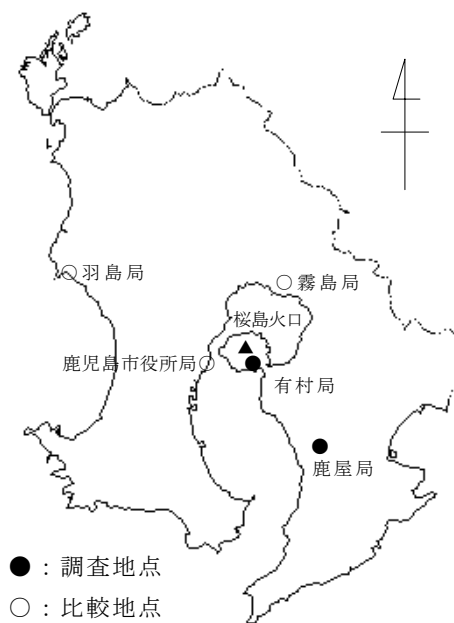 羽島局
霧島局
桜島火口
鹿児島市役所局
有村局
鹿屋局
●：調査地点
○：比較地点